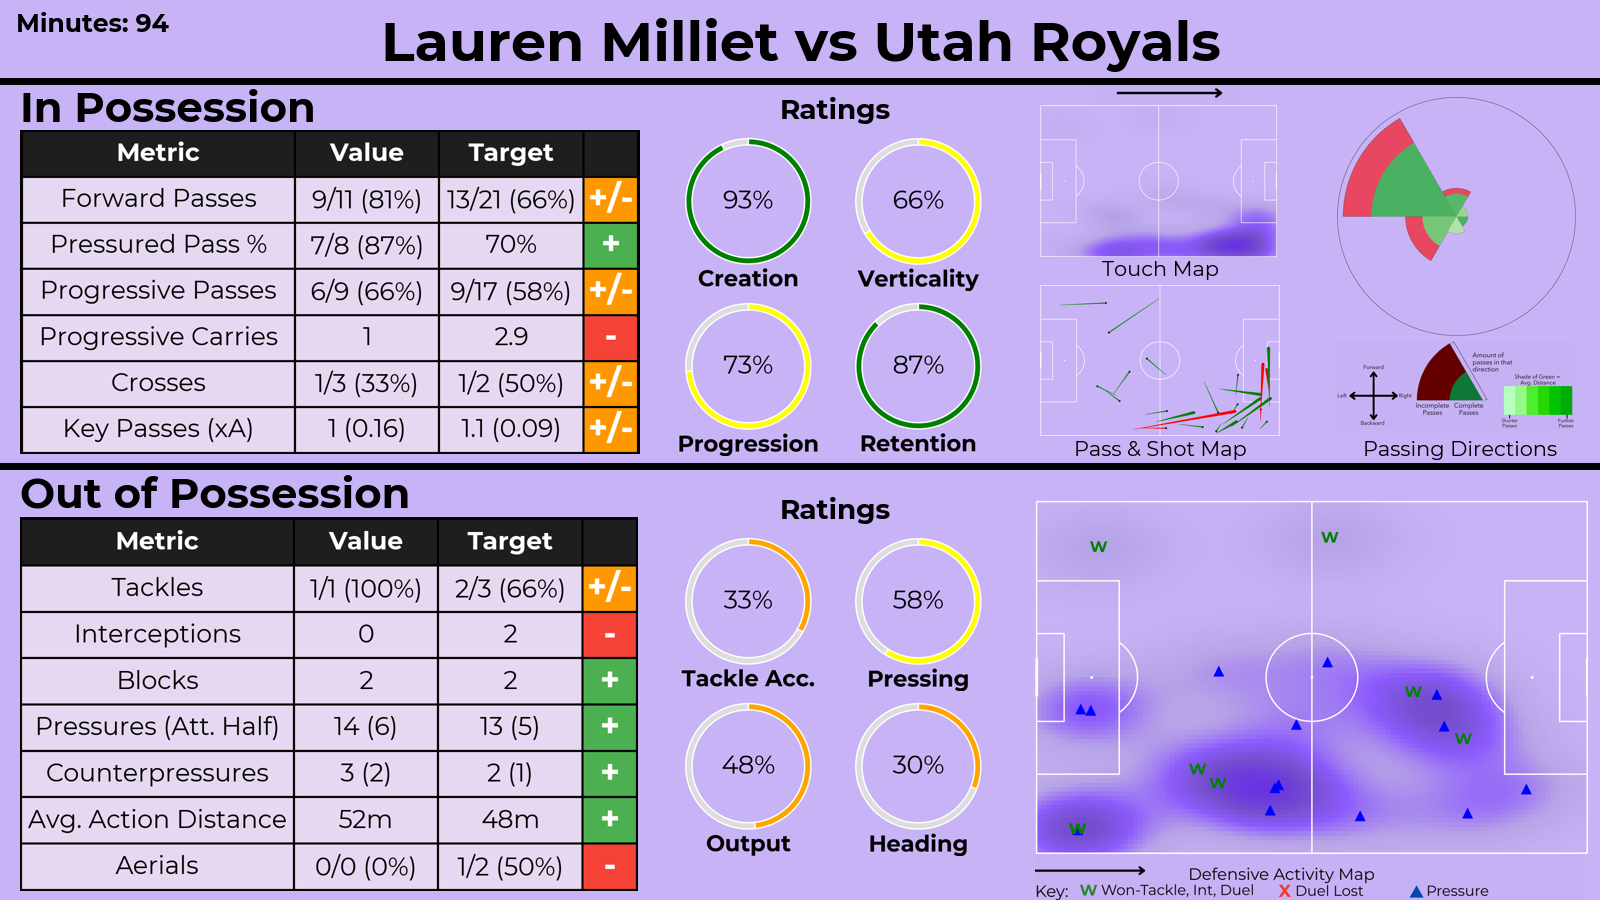 Minutes: 94
Lauren Milliet vs Utah Royals
In Possession
Metric Value Target
Forward Passes 9/11 (81%) 13/21 (66%) +/-
Pressured Pass % 7/8 (87%) 70% +
Progressive Passes 6/9 (66%) 9/17 (58%) +/-
Progressive Carries 1 2.9 -
Crosses 1/3 (33%) 1/2 (50%) +/-
Key Passes (xA) 1 (0.16) 1.1 (0.09) +/-
Ratings
93% 66%
Creation Verticality
73% 87%
Progression Retention
Touch Map
Pass & Shot Map
Forward
Left Right
Backward
Amount of
passes in that
direction
Incomplete Complete
Passes Passes
Shade of Green =
Avg. Distance
Shorter Further
Passes Passes
Passing Directions
Out of Possession
Metric Value Target
Tackles 1/1 (100%) 2/3 (66%) +/-
Interceptions 0 2 -
Blocks 2 2 +
Pressures (Att. Half) 14 (6) 13 (5) +
Counterpressures 3 (2) 2 (1) +
Avg. Action Distance 52m 48m +
Aerials 0/0 (0%) 1/2 (50%) -
Ratings
33% 58%
Tackle Acc. Pressing
48% 30%
Output Heading
W W
W
W
W
W
W
Defensive Activity Map
Key: W Won-Tackle, Int, Duel X Duel Lost Pressure